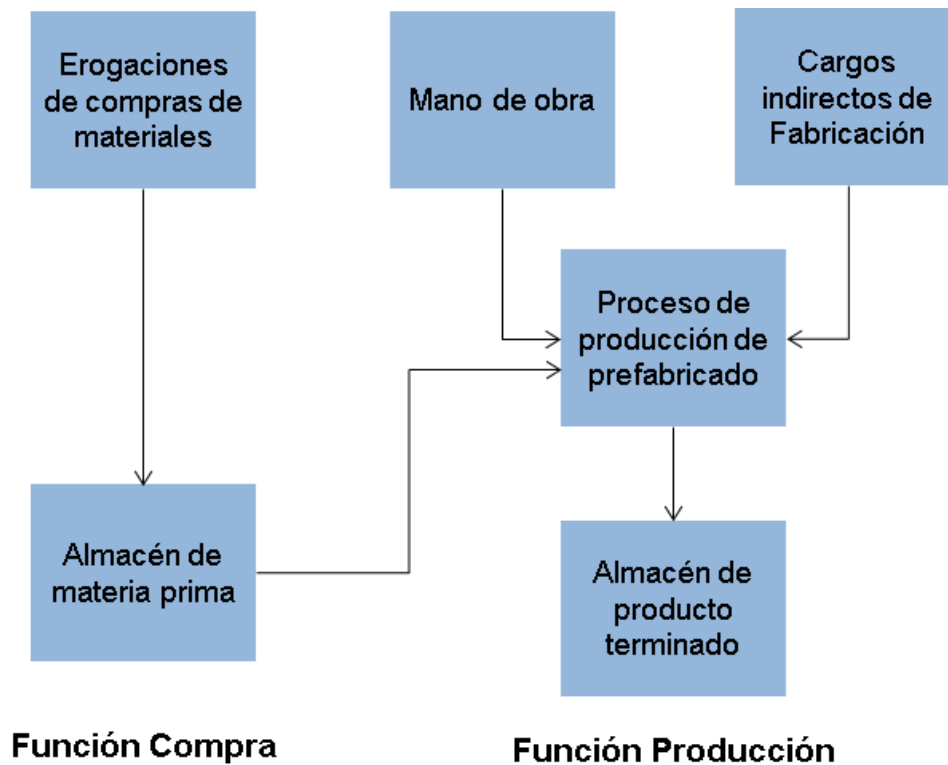 Erogaciones
de compras de
materiales
Mano de obra
Cargos
indirectos de
Fabricación
Proceso de
producción de
prefabricado
Almacén de
materia prima
Almacén de
producto
terminado
Función Compra
Función Producción